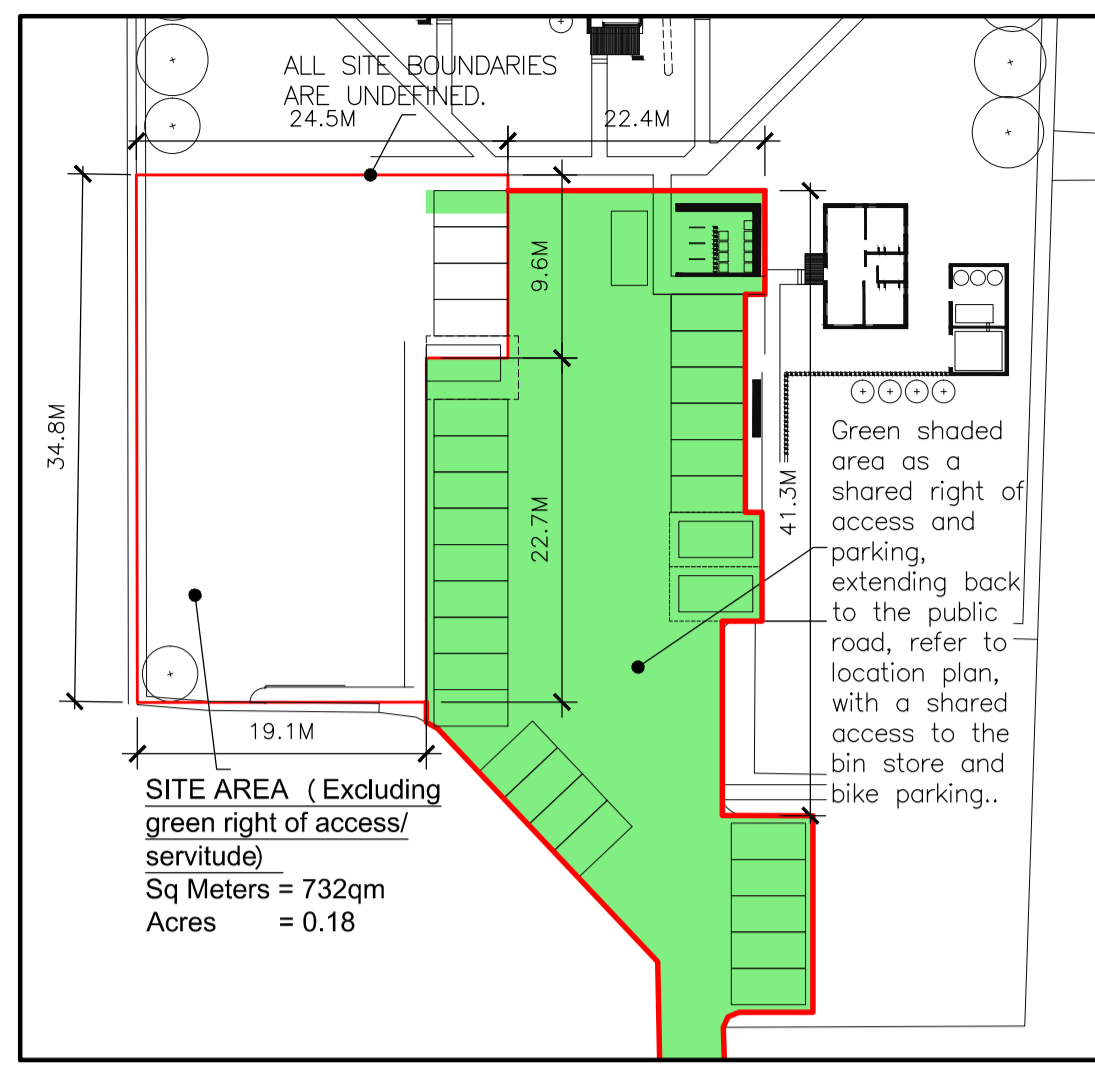 ALL SITE BOUNDARIES
ARE UNDEFINED.
24.5M
22.4M
9.6M
34.8M
22.7M
41.3M
19.1M
Green shaded
area as a
shared right of
access and
parking,
extending back
to the public
road, refer to
location plan,
with a shared
access to the
bin store and
bike parking..
SITE AREA (Excluding
green right of access/
servitude)
Sq Meters = 732qm
Acres = 0.18